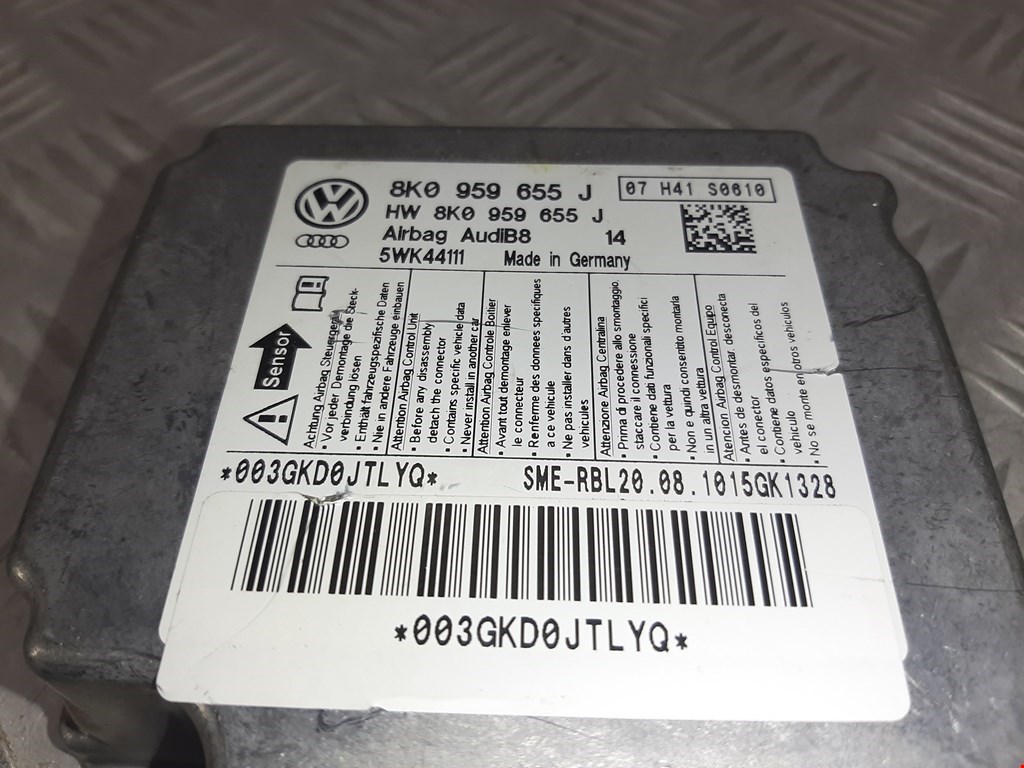 8K0 959 655 J
07 H41 S0610
HW 8K0 959 655 J
Airbag AudiB8 14
5WK44111 Made in Germany
Sensor
Achtung Airbag Steuergerät
• Vor jeder Demontage die Steck-
verbindung lösen
• Enthält fahrzeugspezifische Daten
• Nie in andere Fahrzeuge einbauen
Attention Airbag Control Unit
• Before any disassembly
detach the connector
• Contains specific vehicle data
• Never install in another car
Attention Airbag Controle Boitier
• Avant tout demontage enlever
le connecteur
• Renferme des donnees specifiques
a ce vehicule
• Ne pas installer dans d'autres
vehicules
Attenzione Airbag Centralina
• Prima di procedere allo smontaggio
staccare il connessione
• Contiene dati funzionali specifici
per la vettura
• Non e quindi consentito montarla
in un altra vettura
Atencion Airbag Control Equipo
• Antes de desmontar, desconecta
el conector
• Combine datos especificos del
vehiculo
• No se monte en otros vehiculos
*003GKD0JTLYQ* SME-RBL20.08.1015GK1328
*003GKD0JTLYQ*